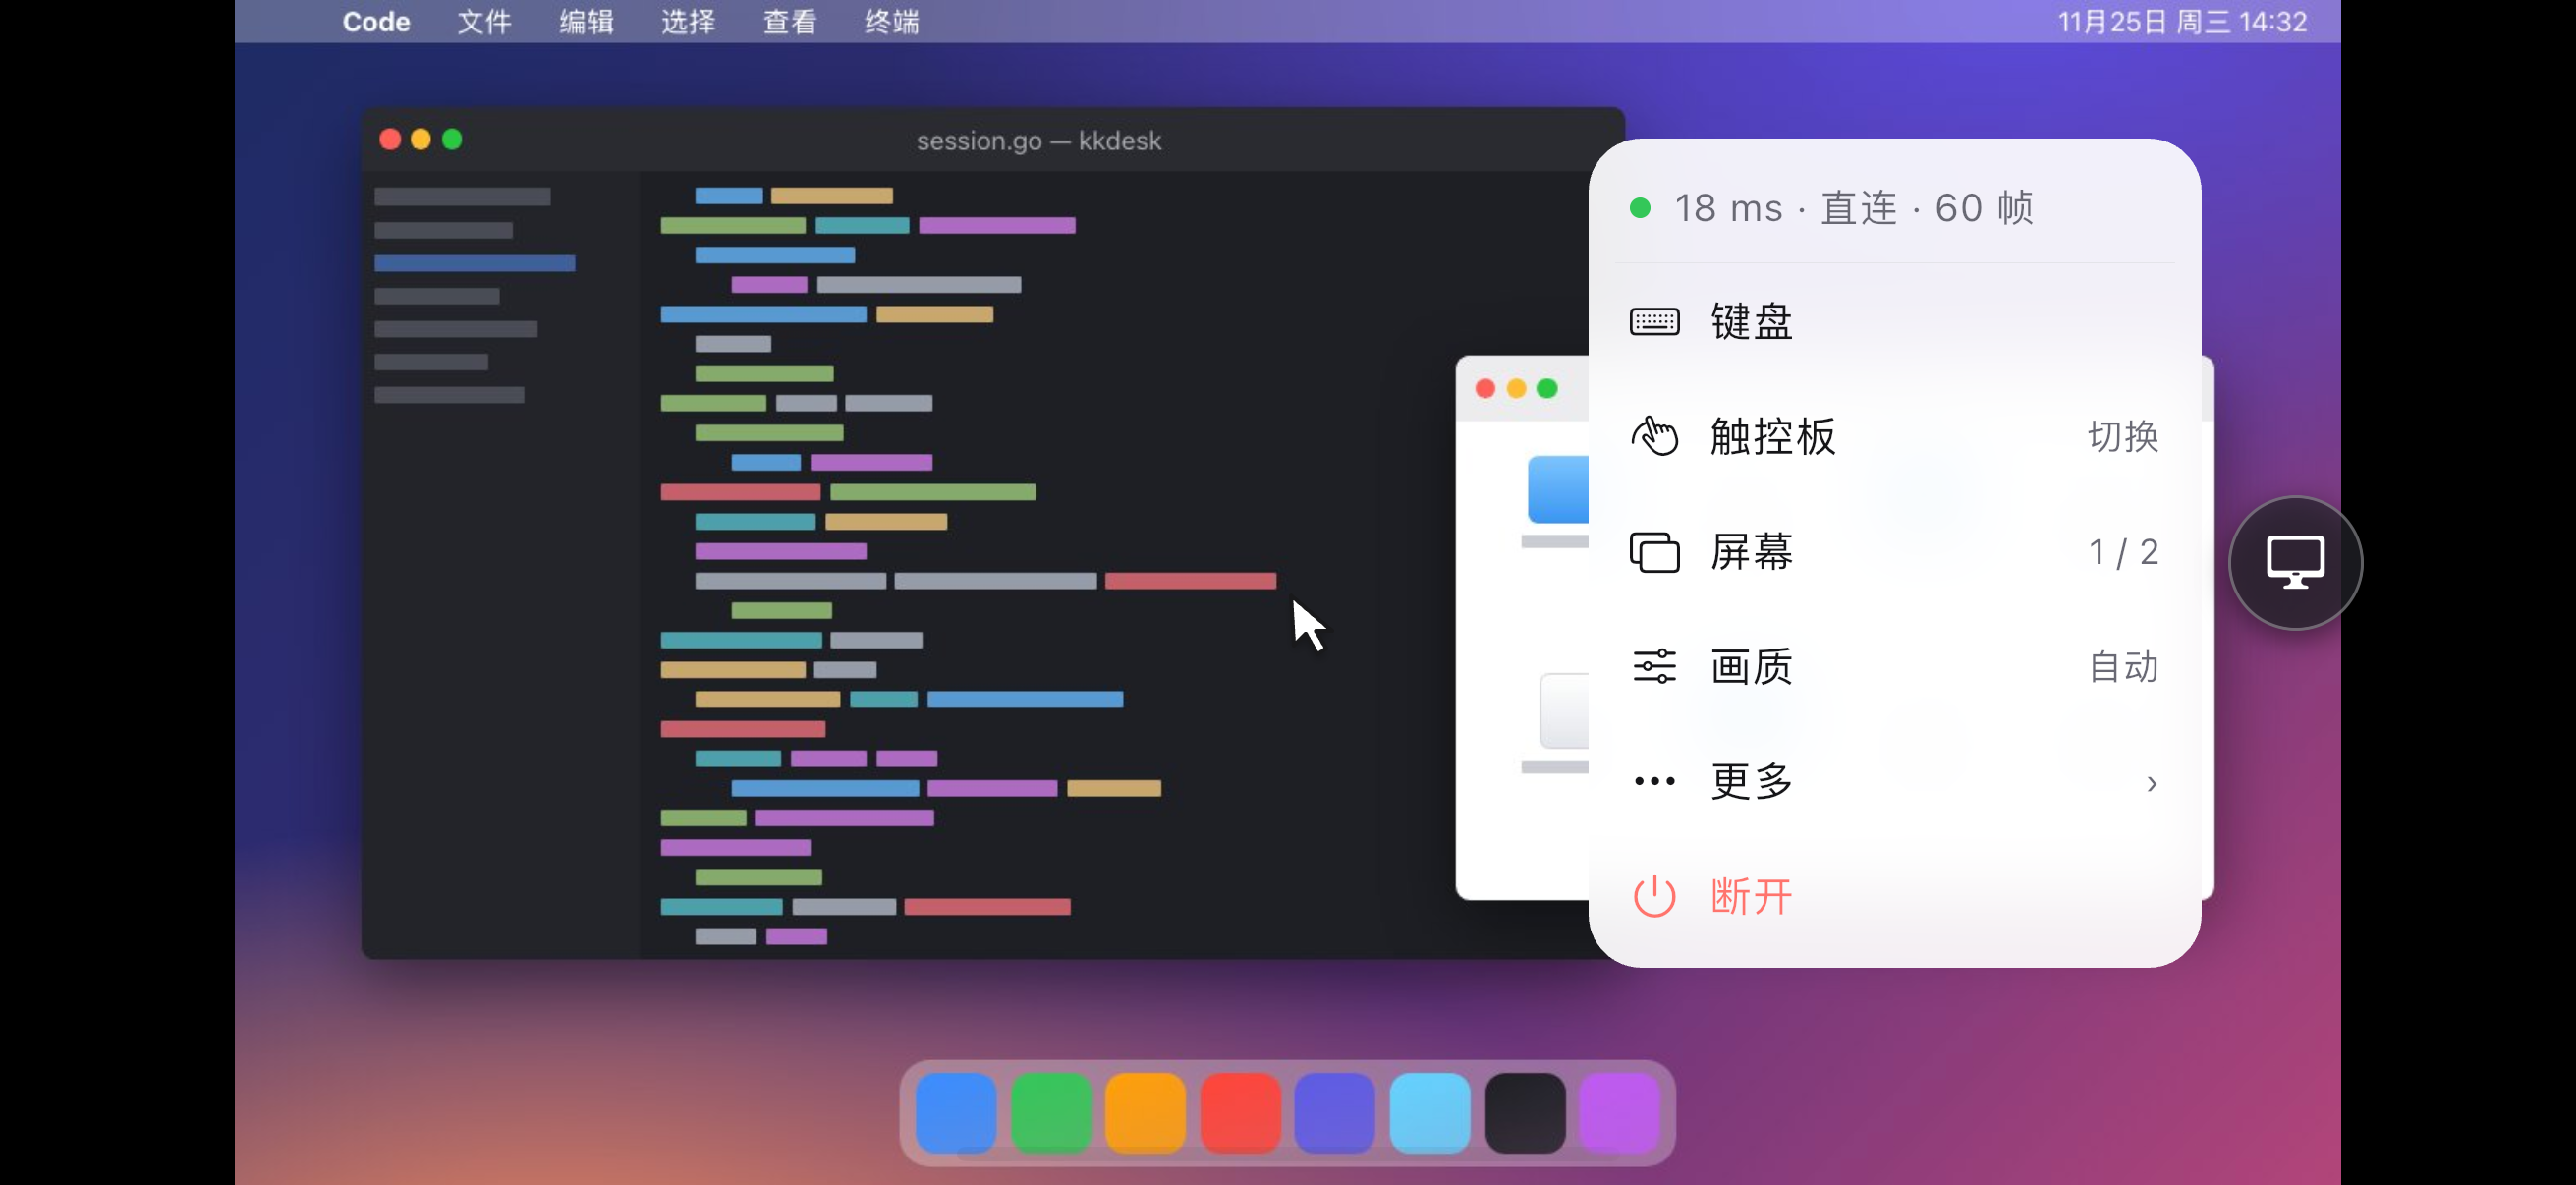 Code 文件 编辑 选择 查看 终端 11月25日 周三 14:32
session.go — kkdesk
18 ms · 直连 · 60 帧
键盘
触控板 切换
屏幕 1 / 2
画质 自动
更多 ›
断开